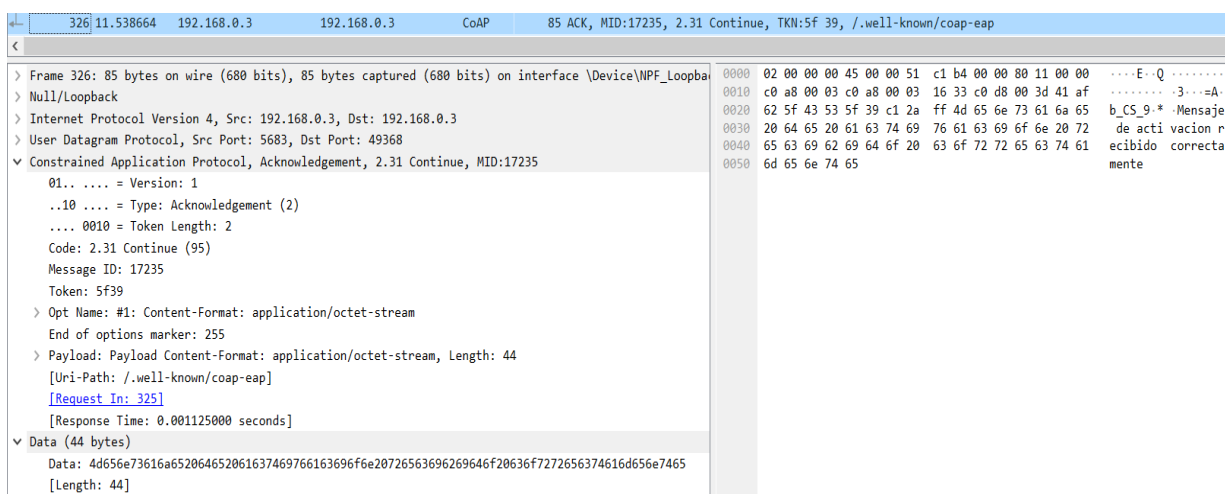 326 11.538664 192.168.0.3 192.168.0.3 CoAP 85 ACK, MID:17235, 2.31 Continue, TKN:5f 39, /.well-known/coap-eap
> Frame 326: 85 bytes on wire (680 bits), 85 bytes captured (680 bits) on interface \Device\NPF_Loopba
> Null/Loopback
> Internet Protocol Version 4, Src: 192.168.0.3, Dst: 192.168.0.3
> User Datagram Protocol, Src Port: 5683, Dst Port: 49368
Constrained Application Protocol, Acknowledgement, 2.31 Continue, MID:17235
01.. .... = Version: 1
..10 .... = Type: Acknowledgement (2)
.... 0010 = Token Length: 2
Code: 2.31 Continue (95)
Message ID: 17235
Token: 5f39
> Opt Name: #1: Content-Format: application/octet-stream
End of options marker: 255
> Payload: Payload Content-Format: application/octet-stream, Length: 44
[Uri-Path: /.well-known/coap-eap]
[Request In: 325]
[Response Time: 0.001125000 seconds]
Data (44 bytes)
Data: 4d656e73616a652064652061637469766163696f6e20726563696269646f20636f7272656374616d656e7465
[Length: 44]
0000 02 00 00 00 45 00 00 51 c1 b4 00 00 80 11 00 00 ····E··Q ········
0010 c0 a8 00 03 c0 a8 00 03 16 33 c0 d8 00 3d 41 af ········ ·3···=A·
0020 62 5f 43 53 5f 39 c1 2a ff 4d 65 6e 73 61 6a 65 b_CS_9·* ·Mensaje
0030 20 64 65 20 61 63 74 69 76 61 63 69 6f 6e 20 72 de acti vacion r
0040 65 63 69 62 69 64 6f 20 63 6f 72 72 65 63 74 61 ecibido correcta
0050 6d 65 6e 74 65 mente